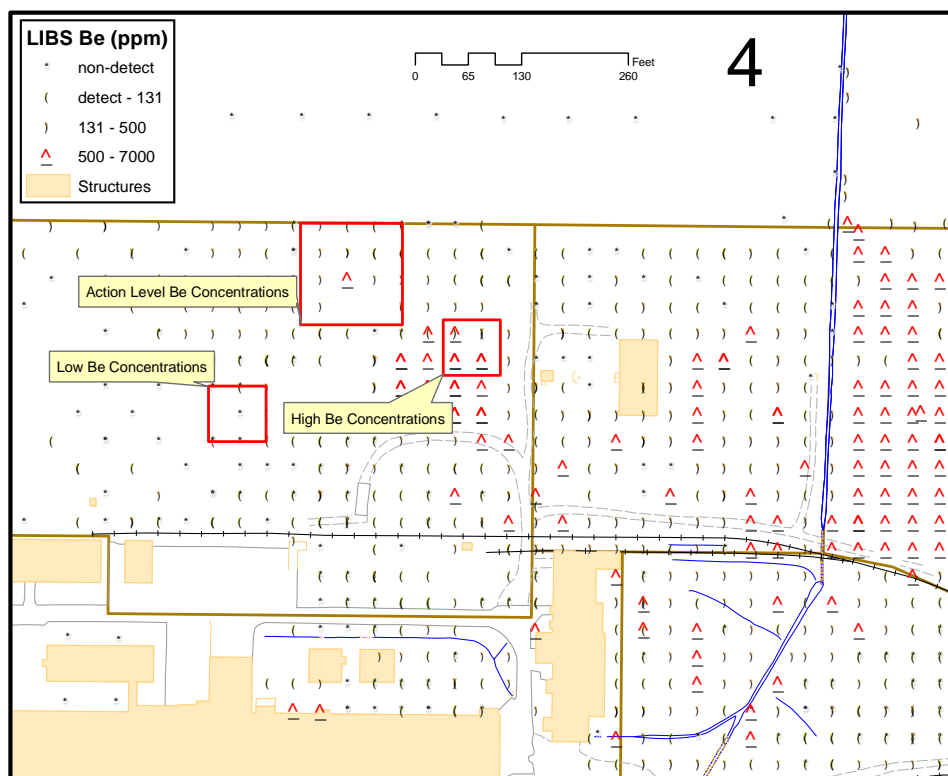 LIBS Be (ppm)
non-detect
detect - 131
131 - 500
500 - 7000
Structures
Feet
0 65 130 260
4
Action Level Be Concentrations
Low Be Concentrations
High Be Concentrations